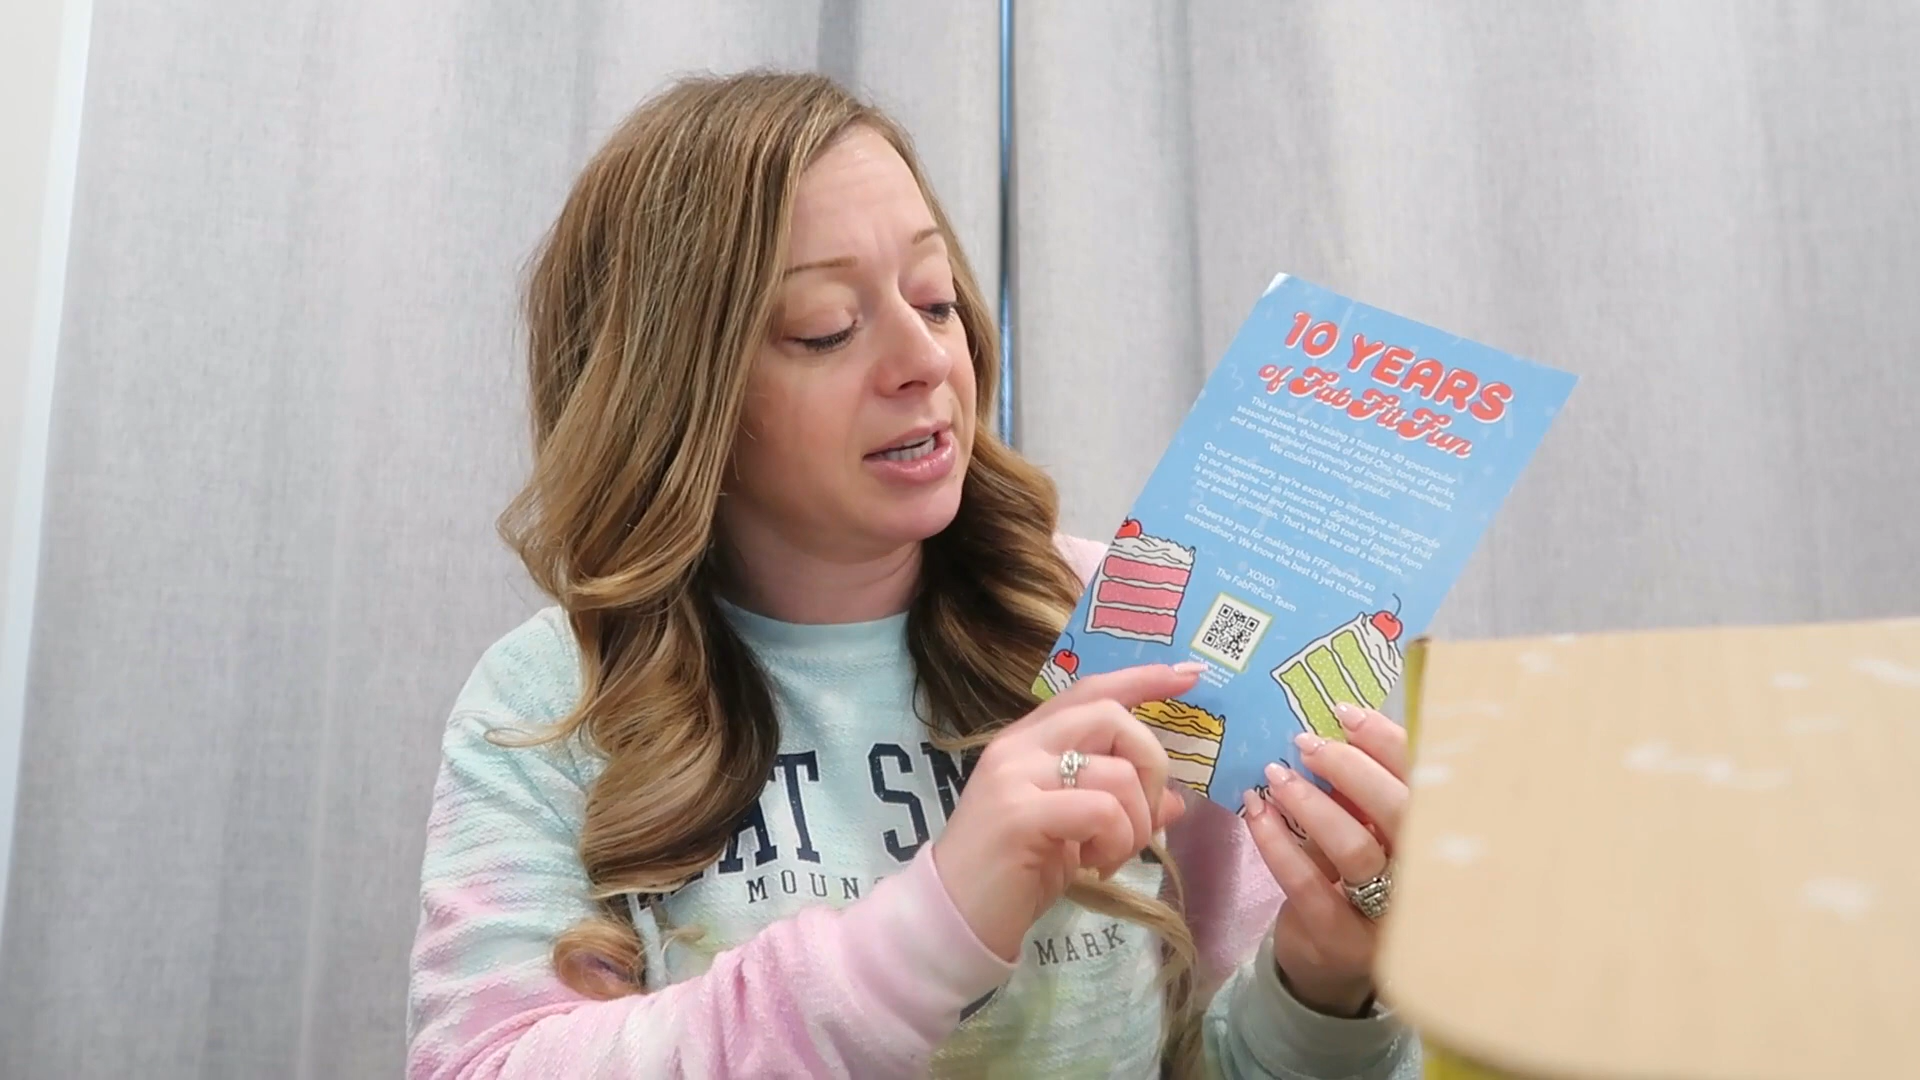 10 YEARS
of FabFitFun
This season we're raising a toast to 40 spectacular
seasonal boxes, thousands of Add-Ons, tons of perks,
and an unparalleled community of incredible members.
We couldn't be more grateful.
On our anniversary, we're excited to introduce an upgrade
to our magazine — an interactive, digital-only version that
is enjoyable to read and removes 320 tons of paper from
our annual circulation. That's what we call a win-win.
Cheers to you for making this FFF journey so
extraordinary. We know the best is yet to come.
XOXO,
The FabFitFun Team
Learn more about
AT SM
MOUN
MARK